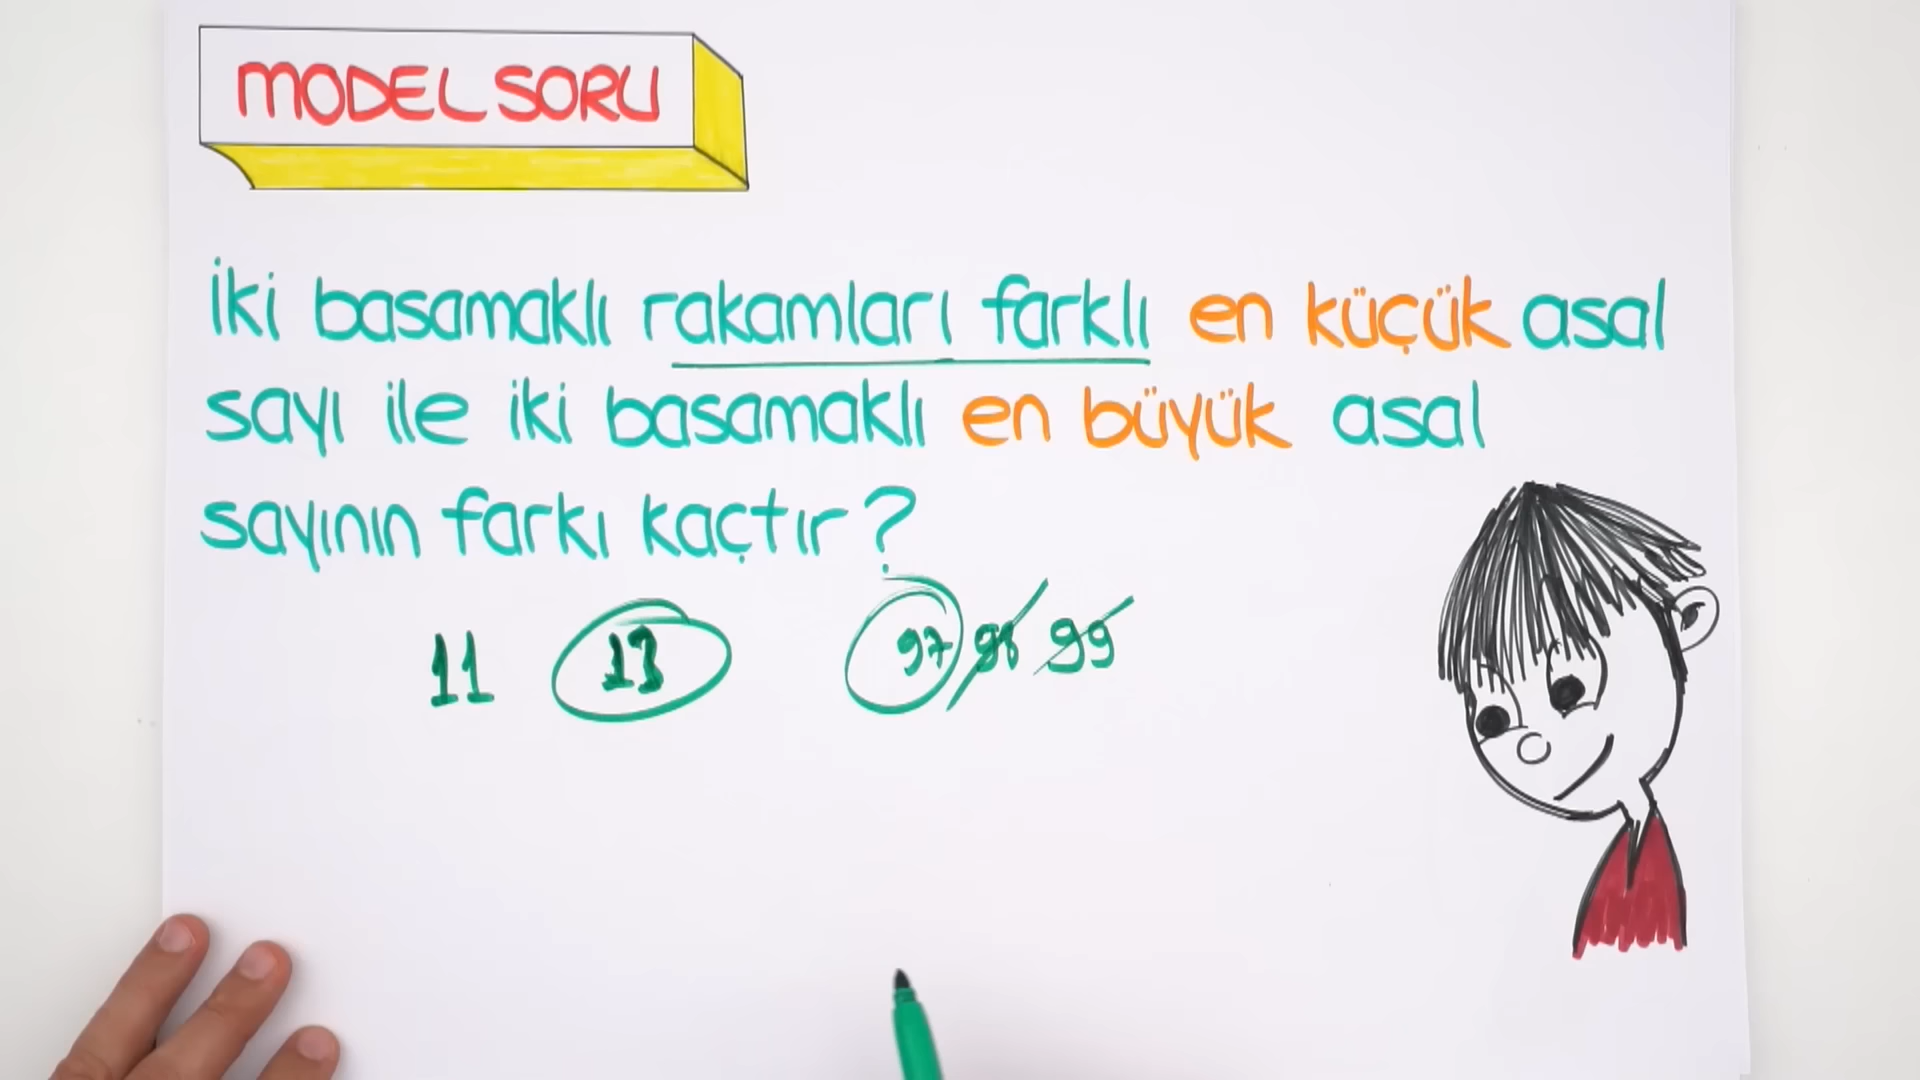 MODEL SORU
İki basamaklı rakamları farklı en küçük asal
sayı ile iki basamaklı en büyük asal
sayının farkı kaçtır?
11 13 97 98 99